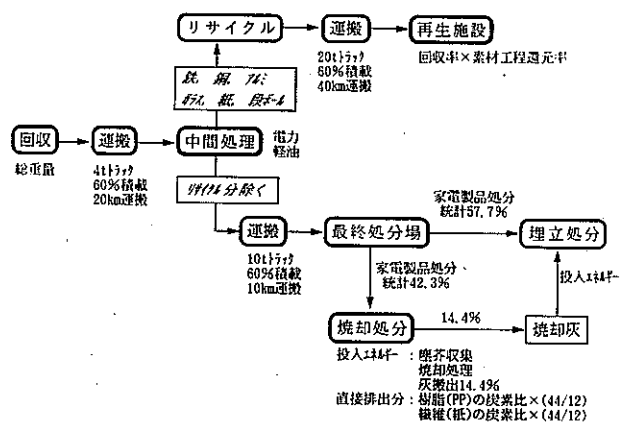 リサイクル
運搬
再生施設
20tトラック
60%積載
40km運搬
回収率×素材工程還元率
鉄, 銅, アルミ
ガラス, 紙, 段ボール
回収
運搬
中間処理
電力
軽油
総重量
4tトラック
60%積載
20km運搬
リサイクル分除く
運搬
最終処分場
家電製品処分
統計57.7%
埋立処分
10tトラック
60%積載
10km運搬
家電製品処分、
統計42.3%
投入エネルギー
焼却処分
14.4%
焼却灰
投入エネルギー:塵芥収集
焼却処理
灰搬出14.4%
直接排出分:樹脂(PP)の炭素比×(44/12)
繊維(紙)の炭素比×(44/12)